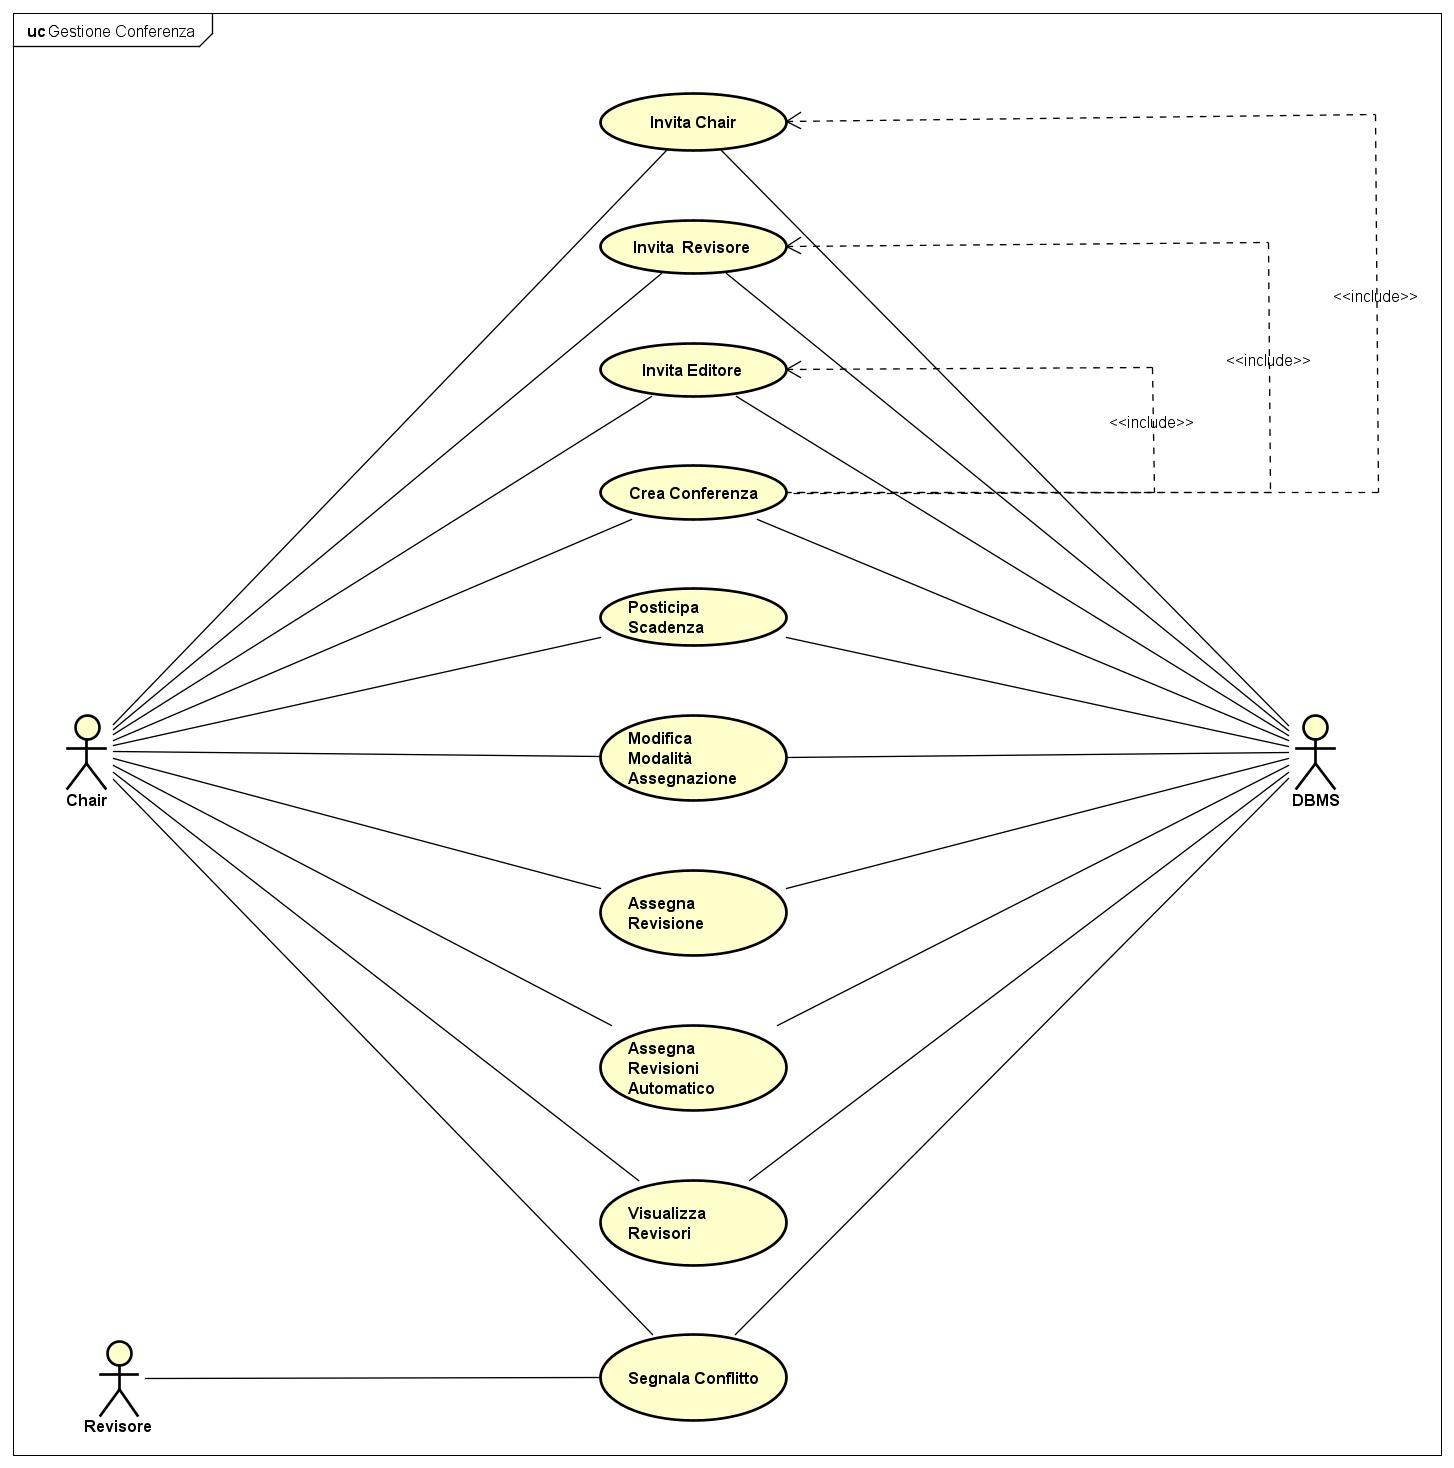 uc Gestione Conferenza
Invita Chair
Invita  Revisore
<<include>>
<<include>>
Invita Editore
<<include>>
Crea Conferenza
Posticipa
Scadenza
Modifica
Modalità
Assegnazione
Chair
DBMS
Assegna
Revisione
Assegna
Revisioni
Automatico
Visualizza
Revisori
Segnala Conflitto
Revisore